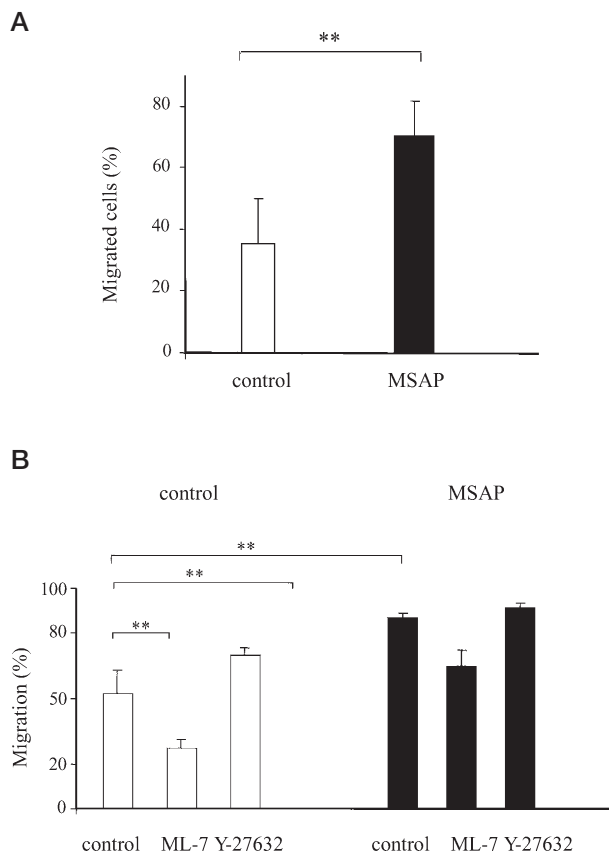 A
**
80
60
40
20
0
Migrated cells (%)
control MSAP
B
control MSAP
**
**
**
100
80
50
20
0
Migration (%)
control ML-7 Y-27632 control ML-7 Y-27632